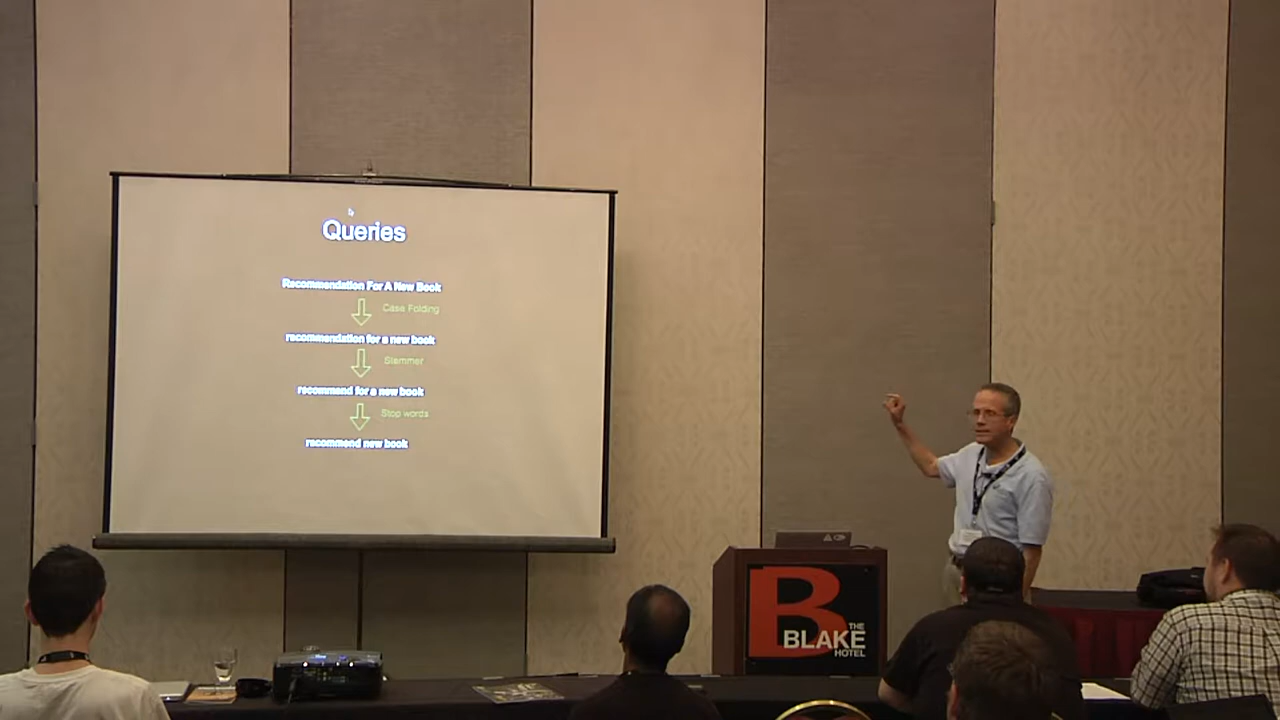 Queries
Recommendation For A New Book
Case Folding
recommendation for a new book
Stemmer
recommend for a new book
Stop words
recommend new book
B
THE
BLAKE
HOTEL